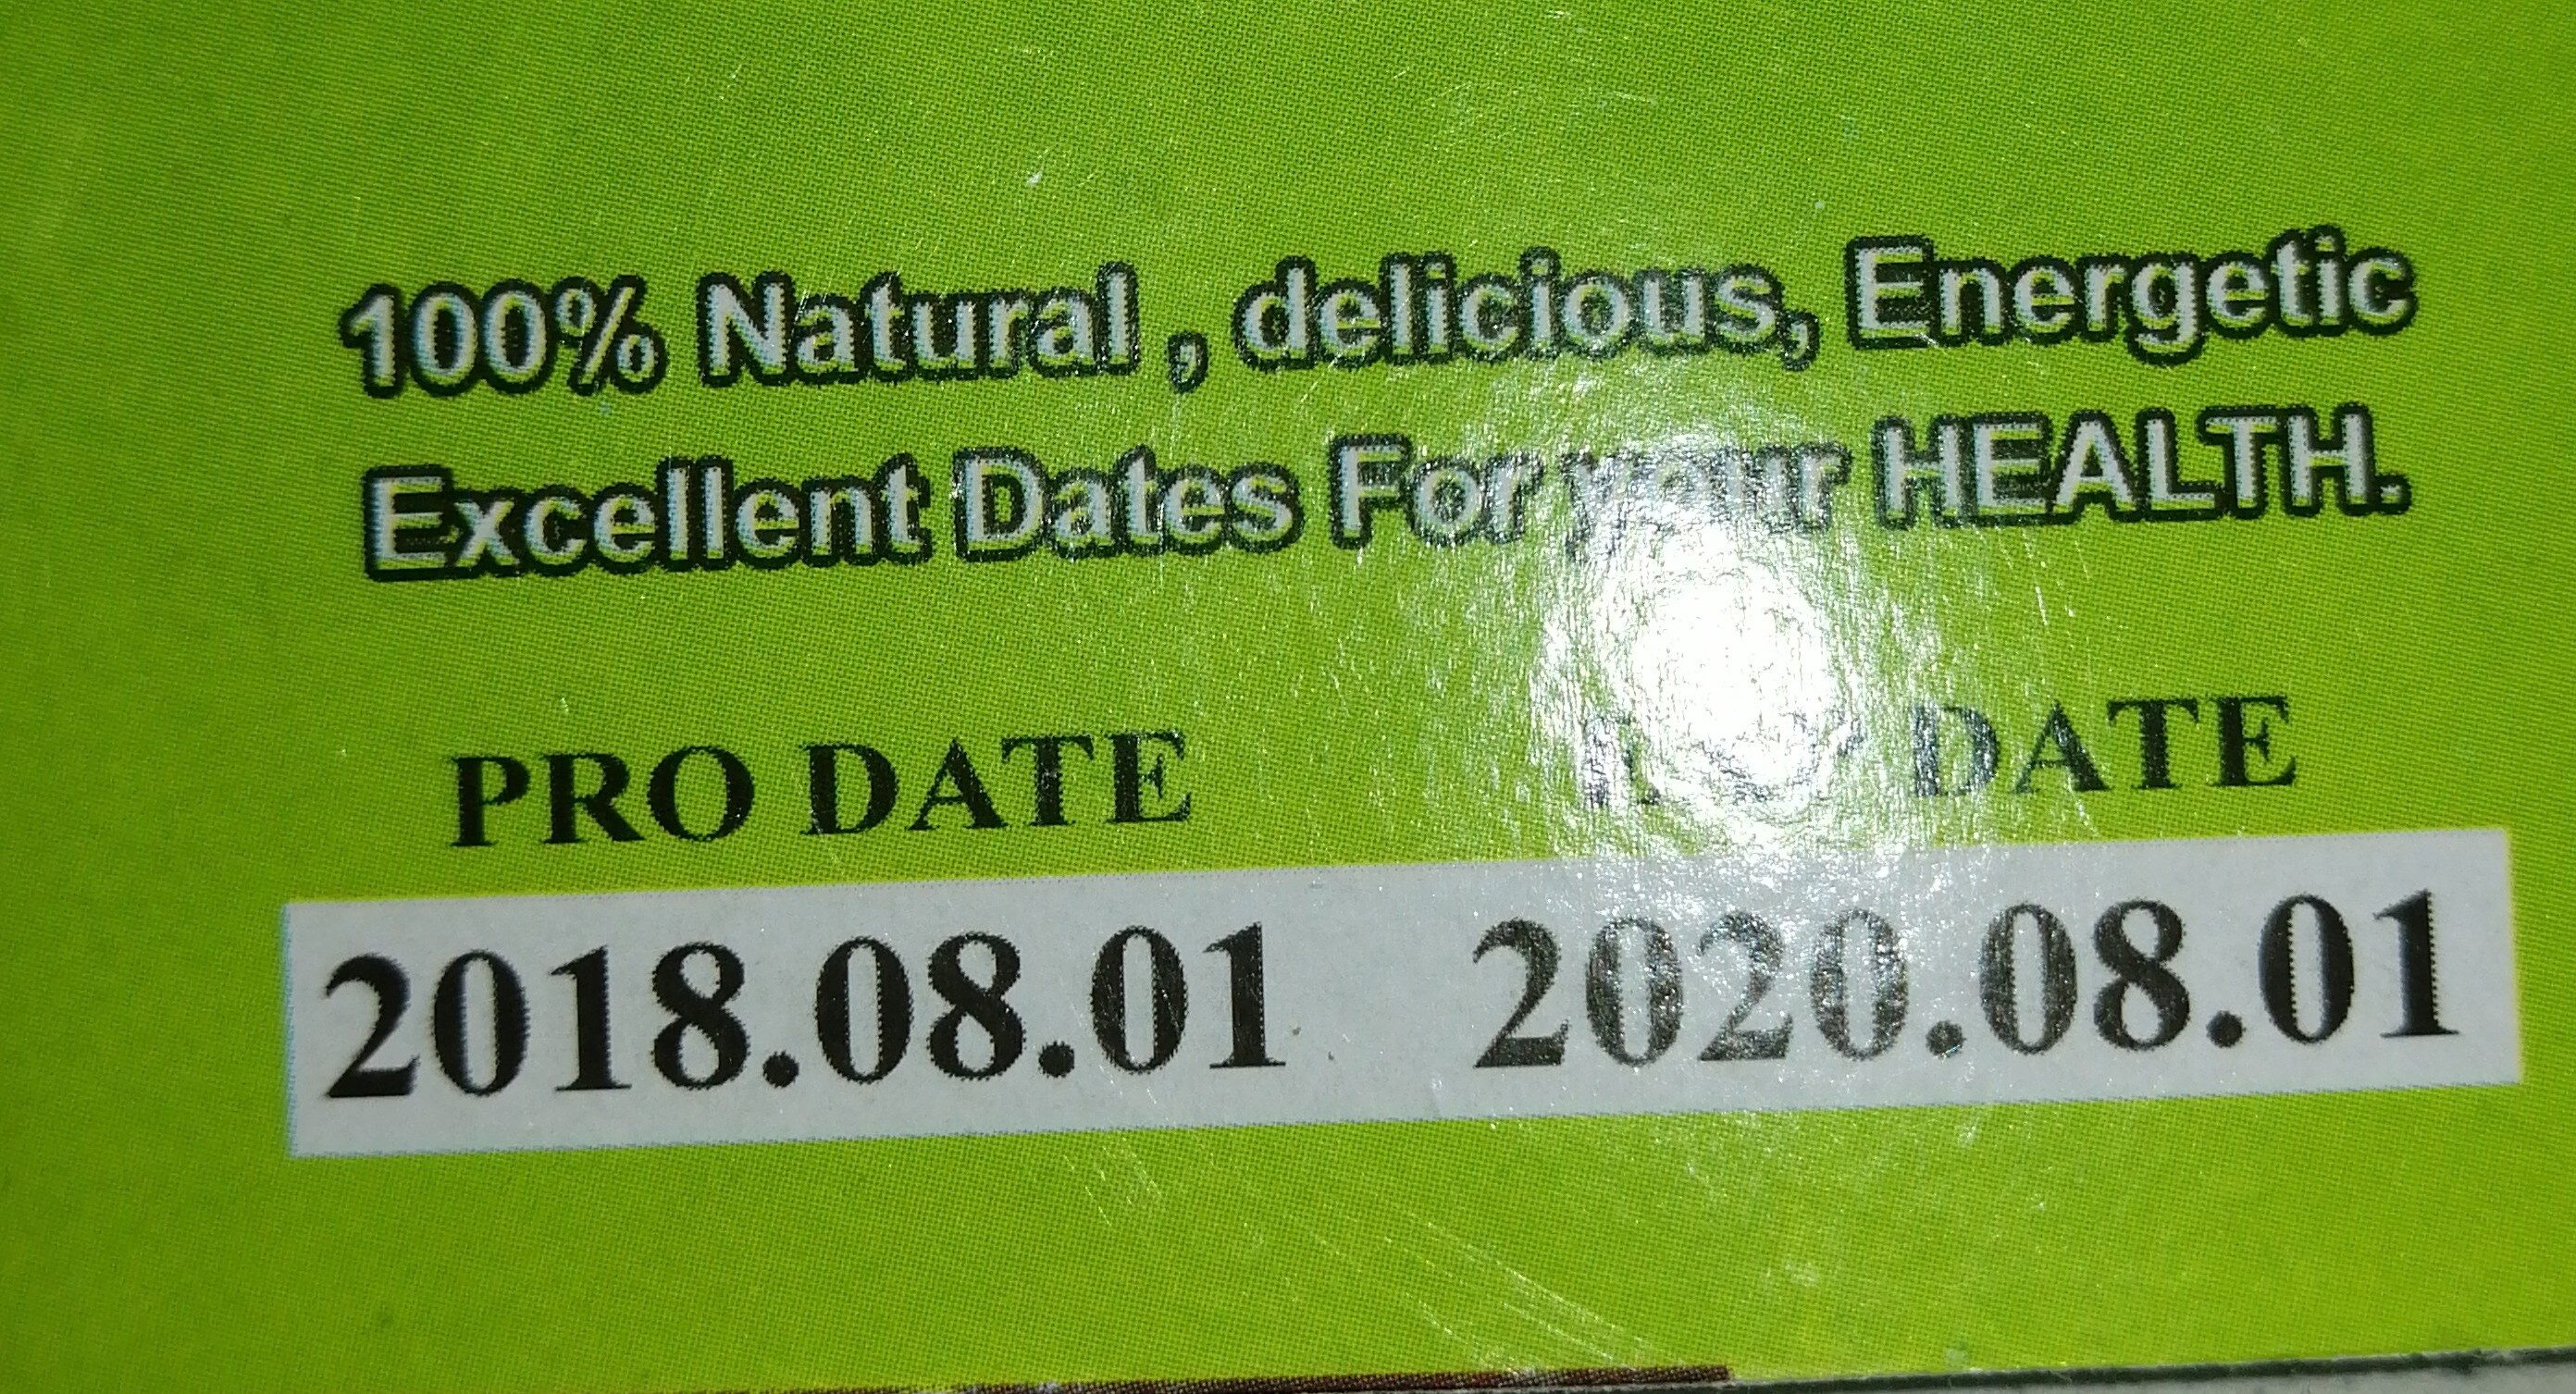 100% Natural , delicious, Energetic
Excellent Dates For your HEALTH.
PRO DATE DATE
2018.08.01 2020.08.01